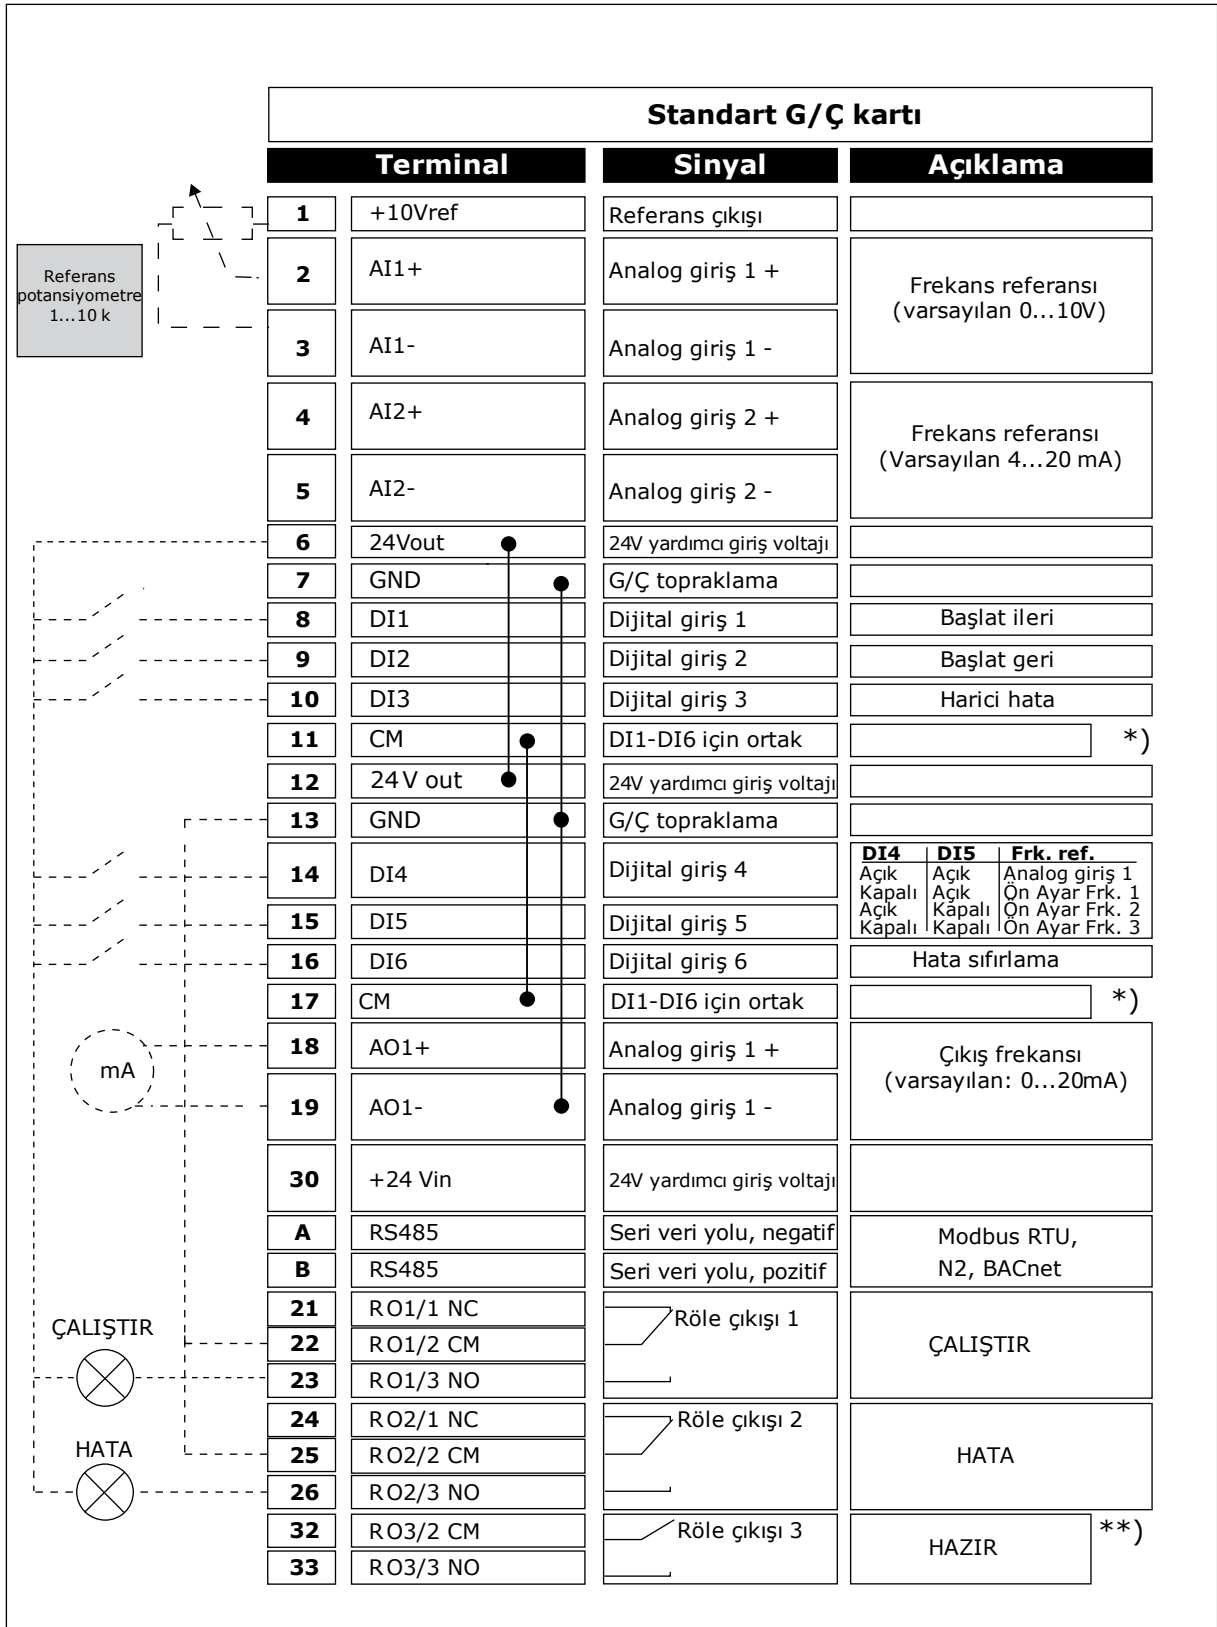 Standart G/Ç kartı
Terminal Sinyal Açıklama
1 +10Vref Referans çıkışı
Referans
potansiyometre
1...10 k
2 AI1+ Analog giriş 1 +
Frekans referansı
(varsayılan 0...10V)
3 AI1- Analog giriş 1 -
4 AI2+ Analog giriş 2 +
Frekans referansı
(Varsayılan 4...20 mA)
5 AI2- Analog giriş 2 -
6 24Vout 24V yardımcı giriş voltajı
7 GND G/Ç topraklama
8 DI1 Dijital giriş 1 Başlat ileri
9 DI2 Dijital giriş 2 Başlat geri
10 DI3 Dijital giriş 3 Harici hata
11 CM DI1-DI6 için ortak *)
12 24V out 24V yardımcı giriş voltajı
13 GND G/Ç topraklama
14 DI4 Dijital giriş 4
DI4 DI5 Frk. ref.
Açık Açık Analog giriş 1
Kapalı Açık Ön Ayar Frk. 1
Açık Kapalı Ön Ayar Frk. 2
Kapalı Kapalı Ön Ayar Frk. 3
15 DI5 Dijital giriş 5
16 DI6 Dijital giriş 6 Hata sıfırlama
17 CM DI1-DI6 için ortak *)
18 AO1+ Analog giriş 1 +
Çıkış frekansı
(varsayılan: 0...20mA)
mA
19 AO1- Analog giriş 1 -
30 +24 Vin 24V yardımcı giriş voltajı
A RS485 Seri veri yolu, negatif
Modbus RTU,
N2, BACnet
B RS485 Seri veri yolu, pozitif
21 RO1/1 NC Röle çıkışı 1
ÇALIŞTIR
22 RO1/2 CM ÇALIŞTIR
23 RO1/3 NO
24 RO2/1 NC Röle çıkışı 2
HATA
25 RO2/2 CM HATA
26 RO2/3 NO
32 RO3/2 CM Röle çıkışı 3 **)
HAZIR
33 RO3/3 NO